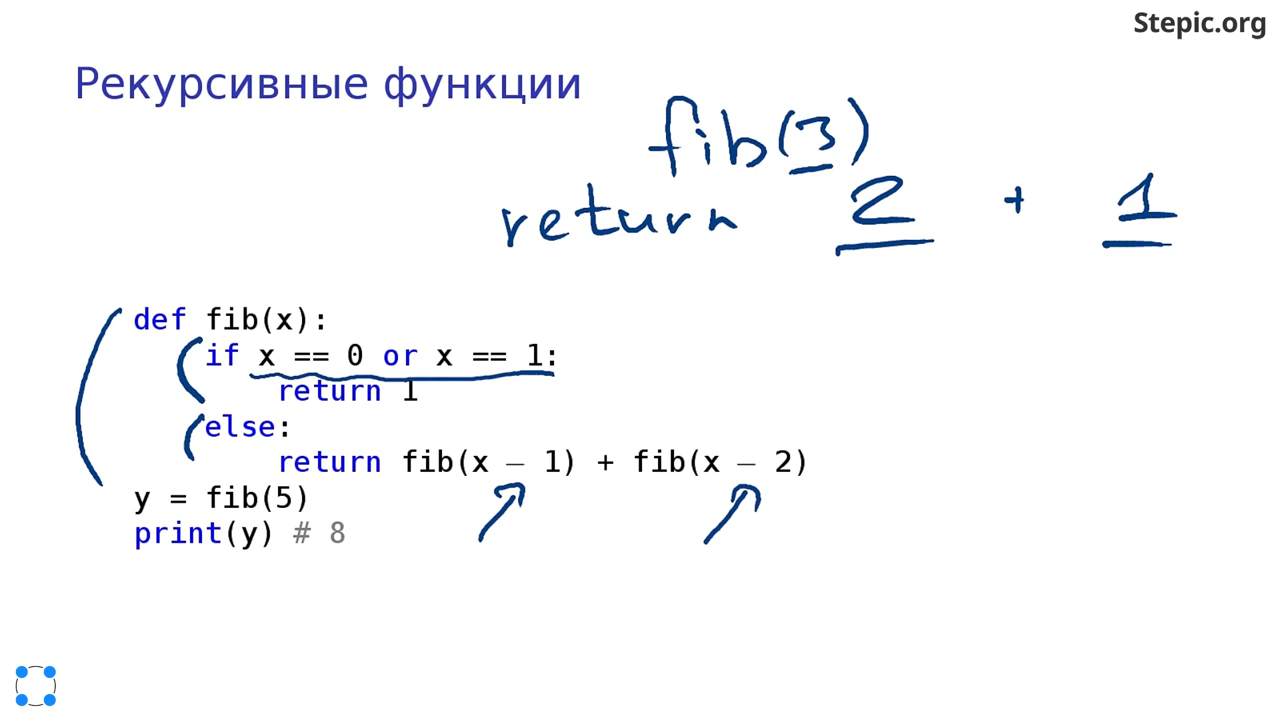 Stepic.org
Рекурсивные функции
fib(3)
return 2 + 1
def fib(x):
if x == 0 or x == 1:
return 1
else:
return fib(x – 1) + fib(x – 2)
y = fib(5)
print(y) # 8